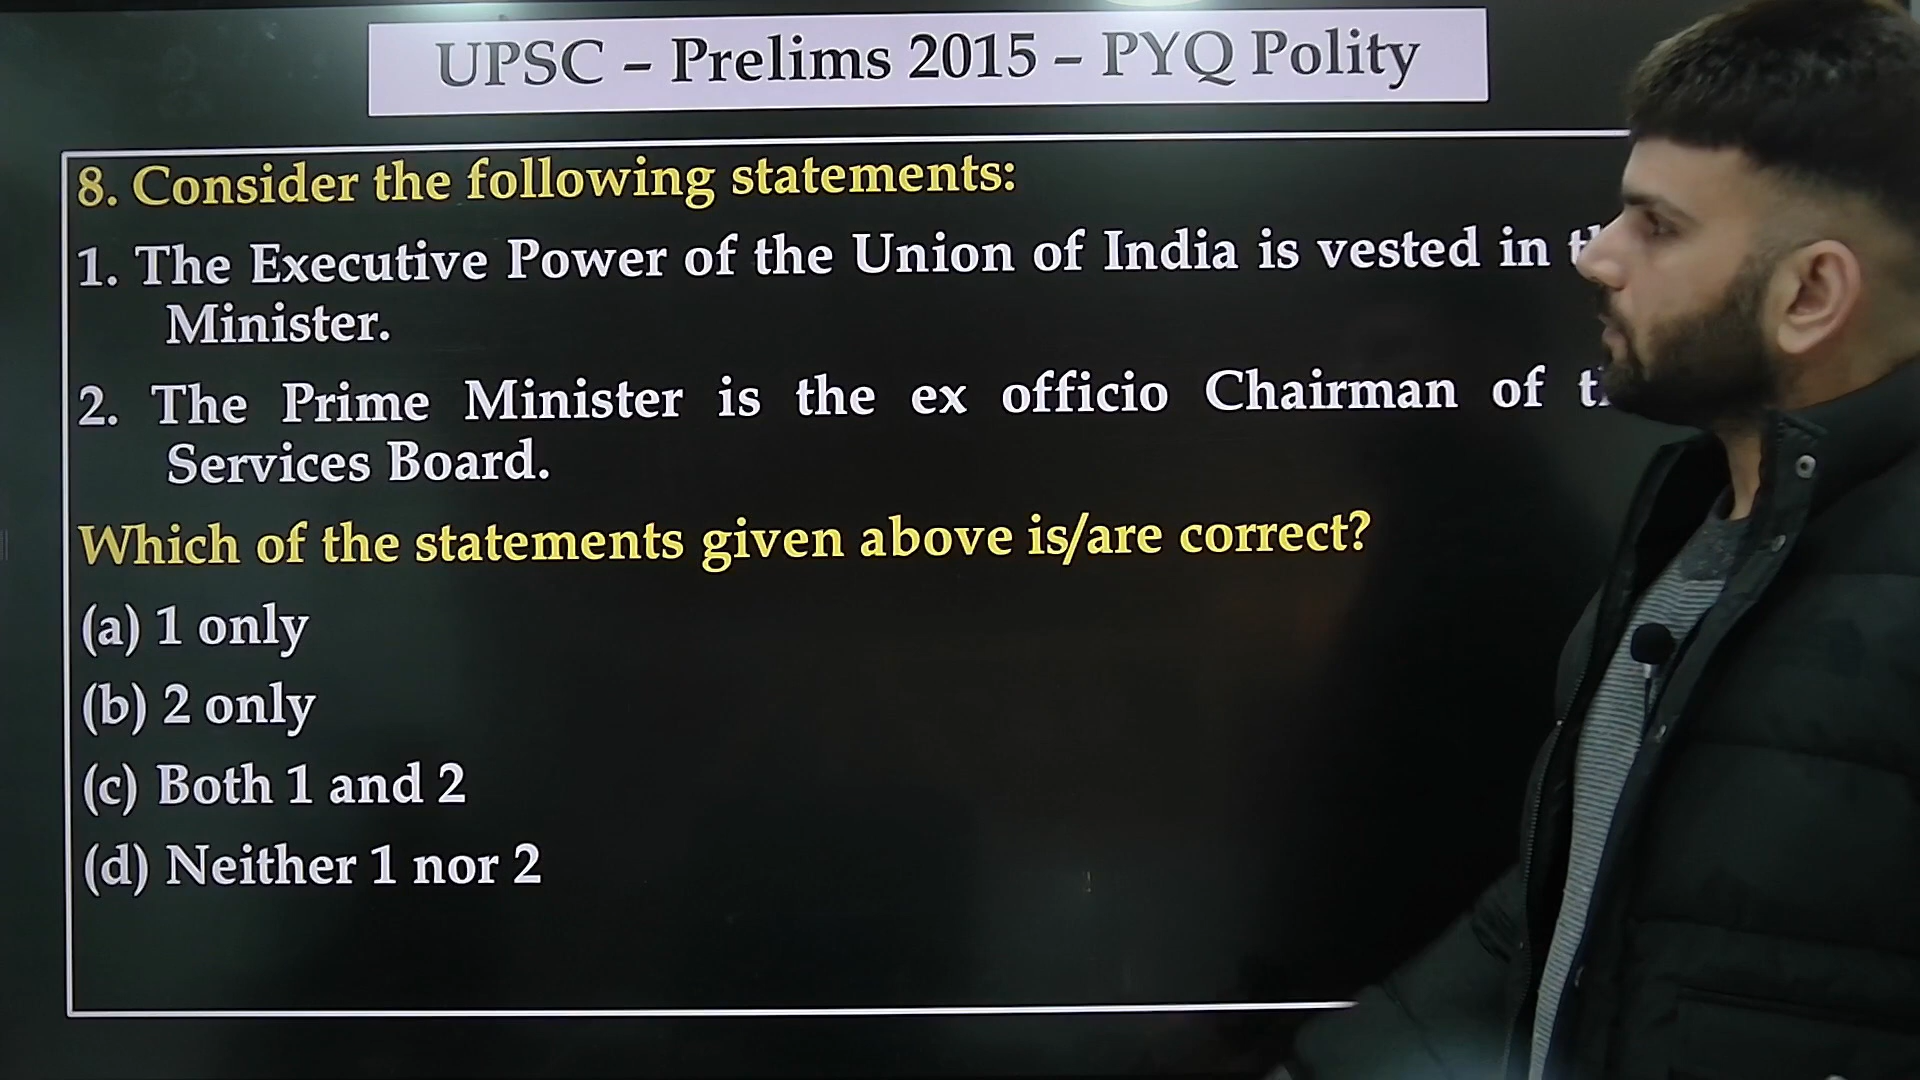 UPSC – Prelims 2015 – PYQ Polity
8. Consider the following statements:
1. The Executive Power of the Union of India is vested in
Minister.
2. The Prime Minister is the ex officio Chairman of
Services Board.
Which of the statements given above is/are correct?
(a) 1 only
(b) 2 only
(c) Both 1 and 2
(d) Neither 1 nor 2